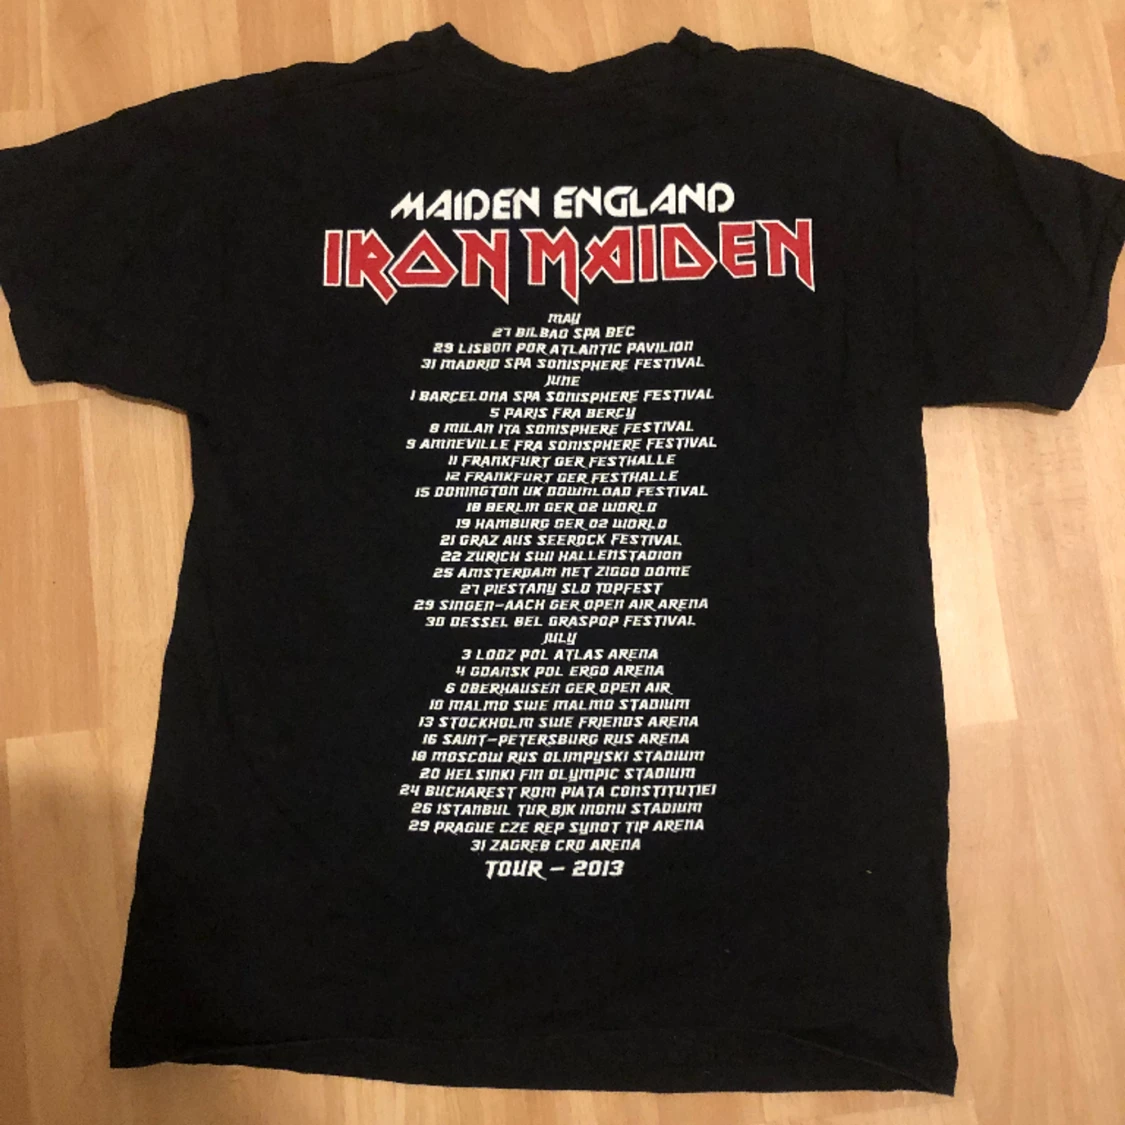 MAIDEN ENGLAND
IRON MAIDEN
MAY
27 BILBAO SPA BEC
29 LISBON POR ATLANTIC PAVILION
31 MADRID SPA SONISPHERE FESTIVAL
JUNE
1 BARCELONA SPA SONISPHERE FESTIVAL
5 PARIS FRA BERCY
8 MILAN ITA SONISPHERE FESTIVAL
9 AMNEVILLE FRA SONISPHERE FESTIVAL
11 FRANKFURT GER FESTHALLE
12 FRANKFURT GER FESTHALLE
15 DONINGTON UK DOWNLOAD FESTIVAL
18 BERLIN GER O2 WORLD
19 HAMBURG GER O2 WORLD
21 GRAZ AUS SEEROCK FESTIVAL
22 ZURICH SWI HALLENSTADION
25 AMSTERDAM NET ZIGGO DOME
27 PIESTANY SLO TOPFEST
29 SINGEN-AACH GER OPEN AIR ARENA
30 DESSEL BEL GRASPOP FESTIVAL
JULY
3 LODZ POL ATLAS ARENA
4 GDANSK POL ERGO ARENA
6 OBERHAUSEN GER OPEN AIR
10 MALMO SWE MALMO STADIUM
13 STOCKHOLM SWE FRIENDS ARENA
16 SAINT-PETERSBURG RUS ARENA
18 MOSCOW RUS OLIMPYSKI STADIUM
20 HELSINKI FIN OLYMPIC STADIUM
24 BUCHAREST ROM PIATA CONSTITUTIEI
26 ISTANBUL TUR BJK INONU STADIUM
29 PRAGUE CZE REP SYNOT TIP ARENA
31 ZAGREB CRO ARENA
TOUR - 2013